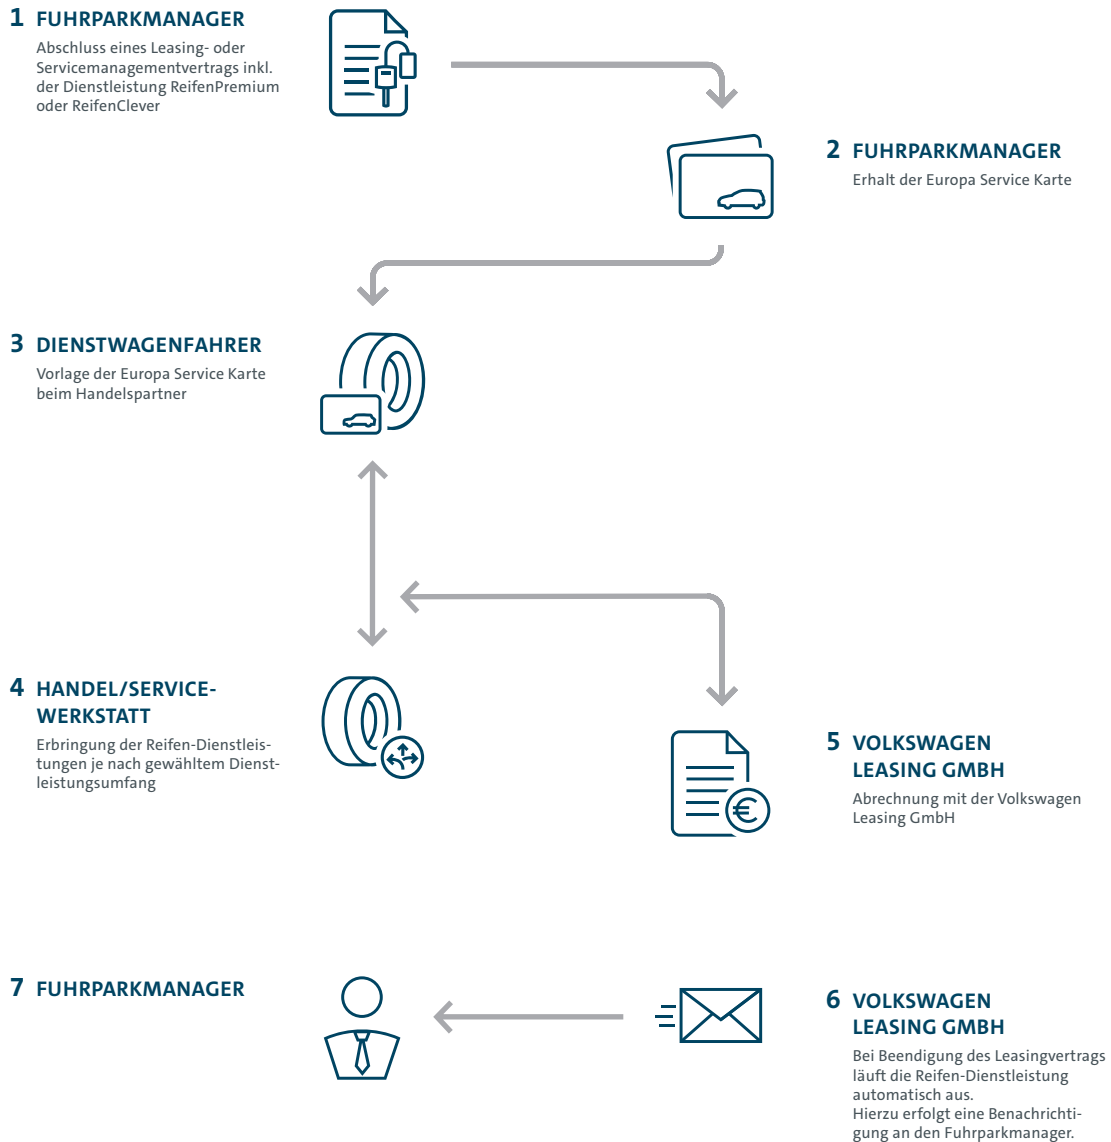 1 FUHRPARKMANAGER
Abschluss eines Leasing- oder
Servicemanagementvertrags inkl.
der Dienstleistung ReifenPremium
oder ReifenClever
2 FUHRPARKMANAGER
Erhalt der Europa Service Karte
3 DIENSTWAGENFAHRER
Vorlage der Europa Service Karte
beim Handelspartner
4 HANDEL/SERVICE-
WERKSTATT
Erbringung der Reifen-Dienstleis-
tungen je nach gewähltem Dienst-
leistungsumfang
5 VOLKSWAGEN
LEASING GMBH
Abrechnung mit der Volkswagen
Leasing GmbH
€
6 VOLKSWAGEN
LEASING GMBH
Bei Beendigung des Leasingvertrags
läuft die Reifen-Dienstleistung
automatisch aus.
Hierzu erfolgt eine Benachrichti-
gung an den Fuhrparkmanager.
7 FUHRPARKMANAGER